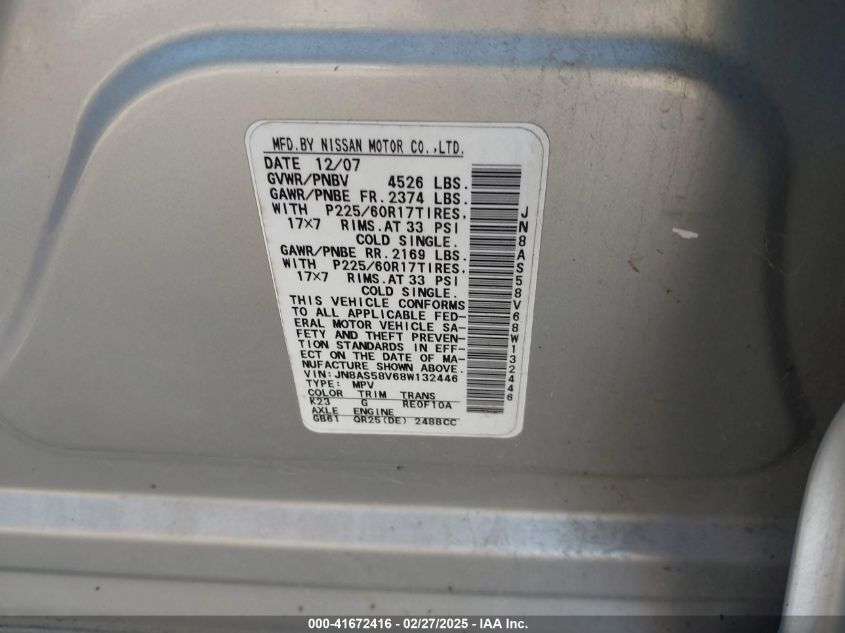 MFD.BY NISSAN MOTOR CO.,LTD.
DATE 12/07
GVWR/PNBV 4526 LBS.
GAWR/PNBE FR. 2374 LBS.
WITH P225/60R17TIRES.
17×7 RIMS.AT 33 PSI
COLD SINGLE.
GAWR/PNBE RR. 2169 LBS.
WITH P225/60R17TIRES.
17×7 RIMS.AT 33 PSI
COLD SINGLE.
THIS VEHICLE CONFORMS
TO ALL APPLICABLE FED-
ERAL MOTOR VEHICLE SA-
FETY AND THEFT PREVEN-
TION STANDARDS IN EFF-
ECT ON THE DATE OF MA-
NUFACTURE SHOWN ABOVE.
VIN:JN8AS58V68W132446
TYPE: MPV
COLOR TRIM TRANS
K23 G RE0F10A
AXLE ENGINE
GB61 QR25(DE) 2488CC
JN8AS58V68W132446
000-41672416 - 02/27/2025 - IAA Inc.